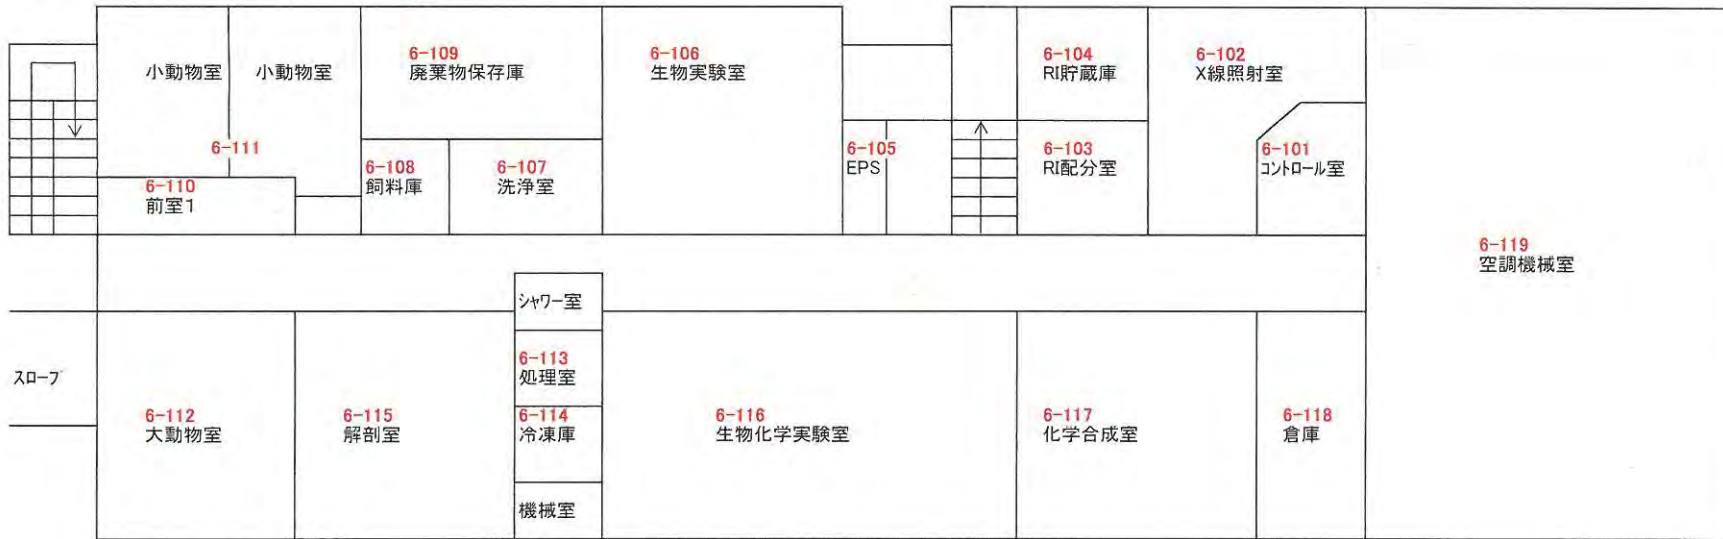 6-109
廃棄物保存庫
6-106
生物実験室
6-104
RI貯蔵庫
6-102
X線照射室
小動物室
小動物室
6-111
6-108
飼料庫
6-107
洗浄室
6-105
EPS
6-103
RI配分室
6-101
コントロール室
6-110
前室1
6-119
空調機械室
シャワー室
スロープ
6-113
処理室
6-112
大動物室
6-115
解剖室
6-114
冷凍庫
6-116
生物化学実験室
6-117
化学合成室
6-118
倉庫
機械室